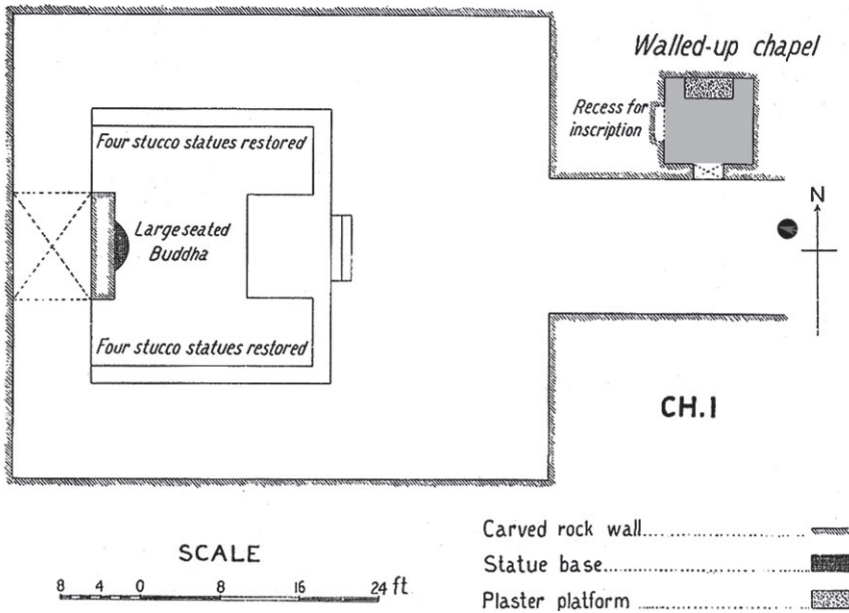 Walled-up chapel
Recess for
inscription
Four stucco statues restored
Large seated
Buddha
N
Four stucco statues restored
CH.1
SCALE
8 4 0 8 16 24 ft
Carved rock wall
Statue base
Plaster platform